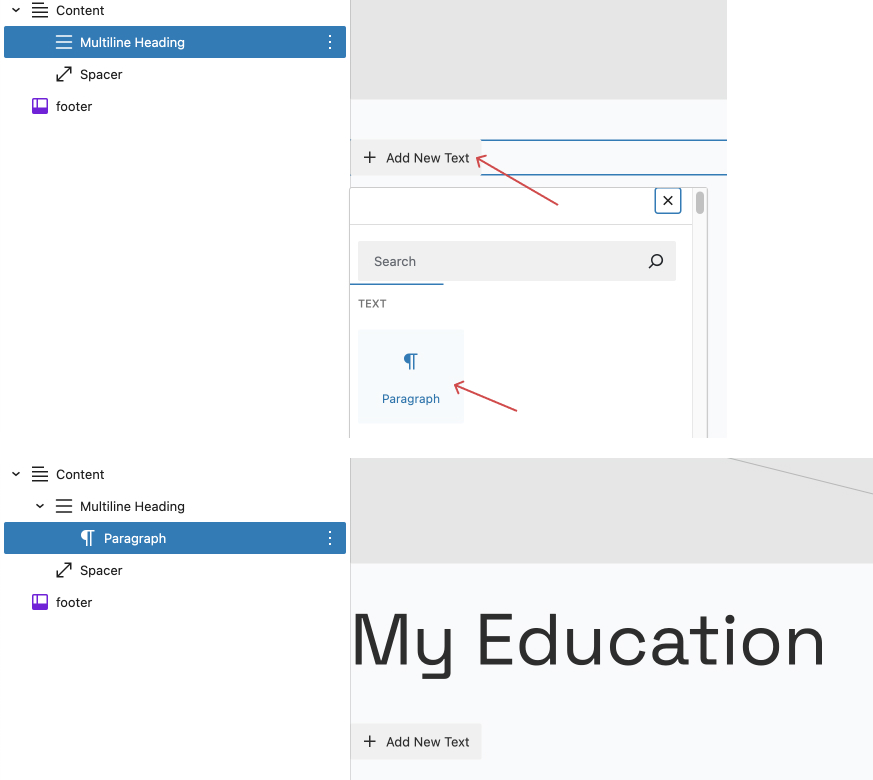 Content
Multiline Heading
Spacer
footer
Add New Text
Search
TEXT
Paragraph
Content
Multiline Heading
Paragraph
Spacer
footer
My Education
Add New Text